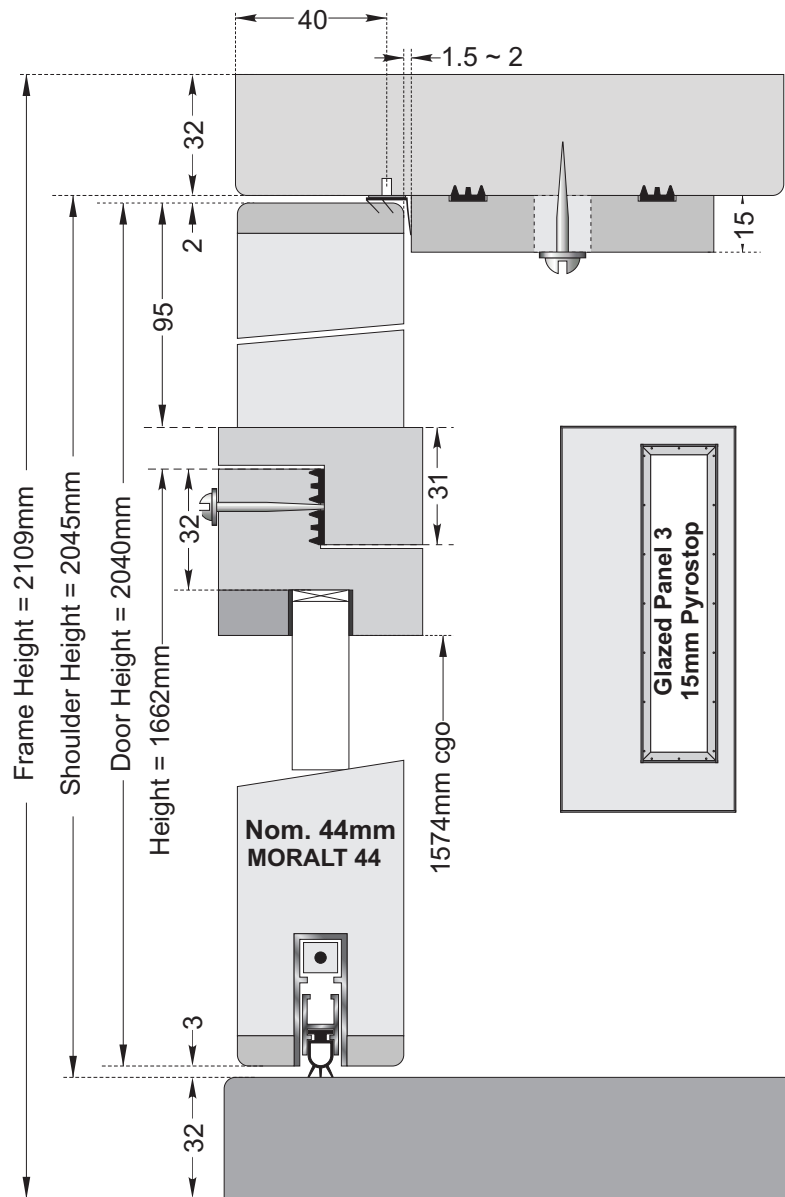 40
1.5 ~ 2
32
2
15
95
31
32
Frame Height = 2109mm
Shoulder Height = 2045mm
Door Height = 2040mm
Height = 1662mm
Glazed Panel 3
15mm Pyrostop
1574mm cgo
Nom. 44mm
MORALT 44
3
32